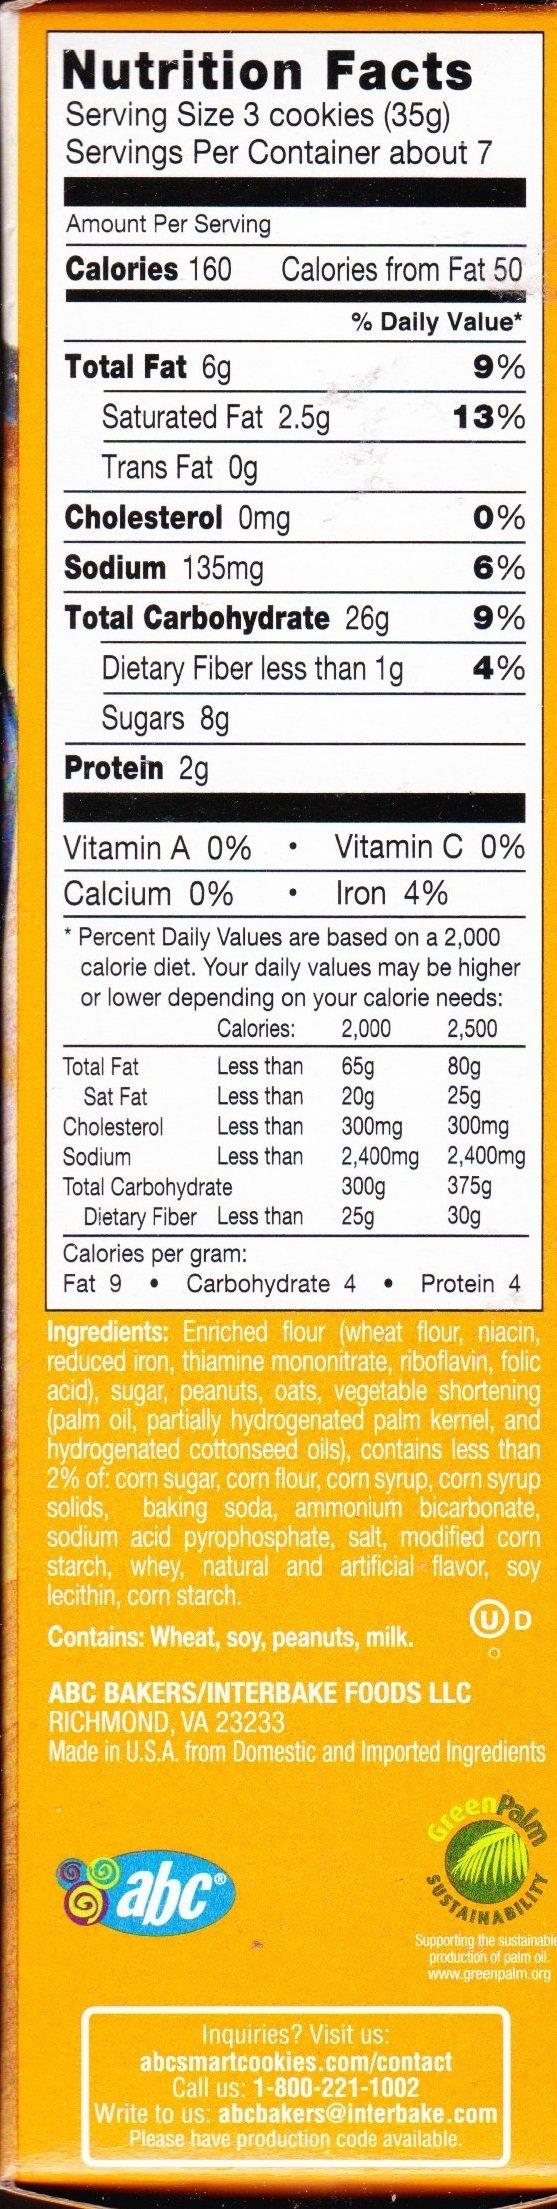 Nutrition Facts
Serving Size 3 cookies (35g)
Servings Per Container about 7
Amount Per Serving
Calories 160 Calories from Fat 50
% Daily Value*
Total Fat 6g 9%
Saturated Fat 2.5g 13%
Trans Fat 0g
Cholesterol 0mg 0%
Sodium 135mg 6%
Total Carbohydrate 26g 9%
Dietary Fiber less than 1g 4%
Sugars 8g
Protein 2g
Vitamin A 0% • Vitamin C 0%
Calcium 0% • Iron 4%
* Percent Daily Values are based on a 2,000
calorie diet. Your daily values may be higher
or lower depending on your calorie needs:
Calories: 2,000 2,500
Total Fat Less than 65g 80g
Sat Fat Less than 20g 25g
Cholesterol Less than 300mg 300mg
Sodium Less than 2,400mg 2,400mg
Total Carbohydrate 300g 375g
Dietary Fiber Less than 25g 30g
Calories per gram:
Fat 9 • Carbohydrate 4 • Protein 4
Ingredients: Enriched flour (wheat flour, niacin,
reduced iron, thiamine mononitrate, riboflavin, folic
acid), sugar, peanuts, oats, vegetable shortening
(palm oil, partially hydrogenated palm kernel, and
hydrogenated cottonseed oils), contains less than
2% of: corn sugar, corn flour, corn syrup, corn syrup
solids, baking soda, ammonium bicarbonate,
sodium acid pyrophosphate, salt, modified corn
starch, whey, natural and artificial flavor, soy
lecithin, corn starch.
U D
Contains: Wheat, soy, peanuts, milk.
ABC BAKERS/INTERBAKE FOODS LLC
RICHMOND, VA 23233
Made in U.S.A. from Domestic and Imported Ingredients
abc®
GreenPalm
SUSTAINABILITY
Supporting the sustainable
production of palm oil.
www.greenpalm.org
Inquiries? Visit us:
abcsmartcookies.com/contact
Call us: 1-800-221-1002
Write to us: abcbakers@interbake.com
Please have production code available.